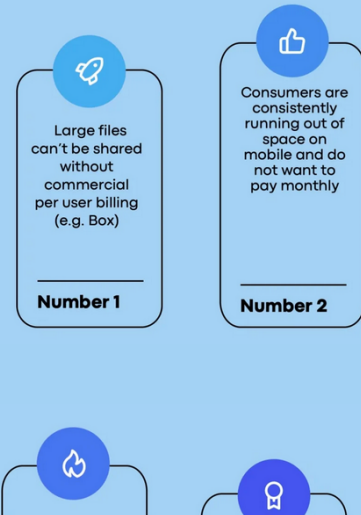 Large files
can't be shared
without
commercial
per user billing
(e.g. Box)
Number 1
Consumers are
consistently
running out of
space on
mobile and do
not want to
pay monthly
Number 2